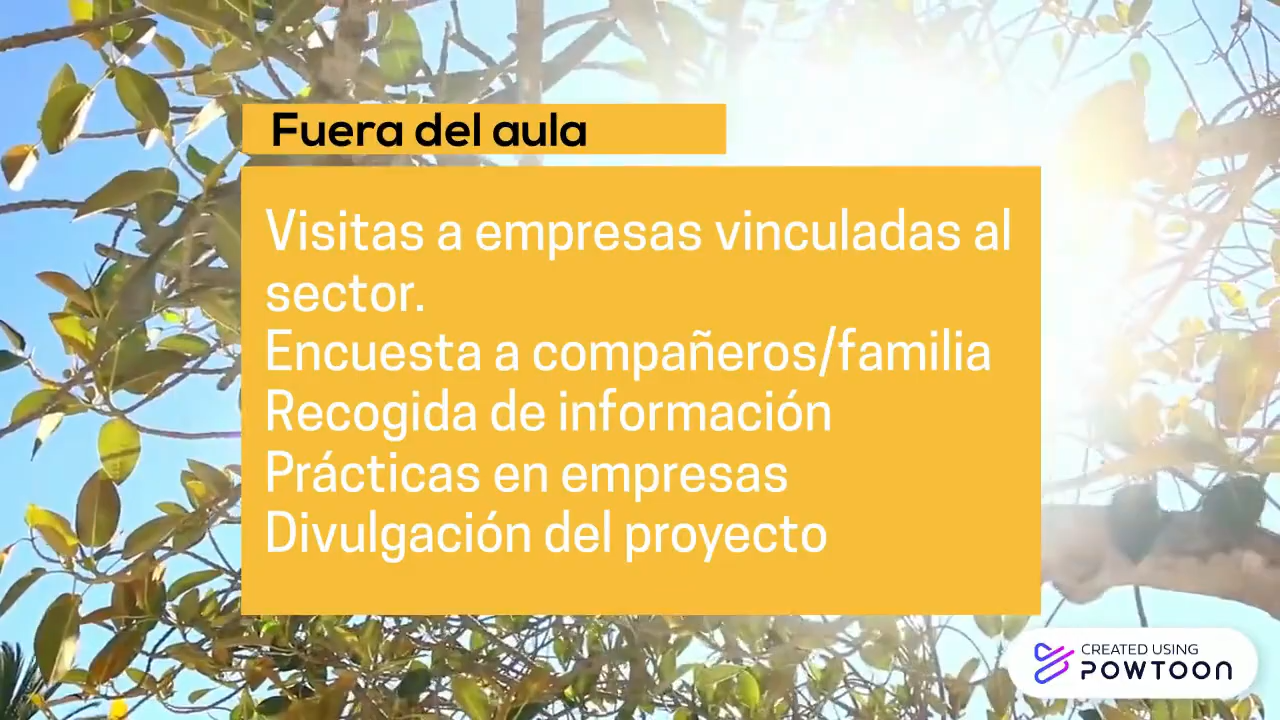 Fuera del aula
Visitas a empresas vinculadas al
sector.
Encuesta a compañeros/familia
Recogida de información
Prácticas en empresas
Divulgación del proyecto
CREATED USING
POWTOON